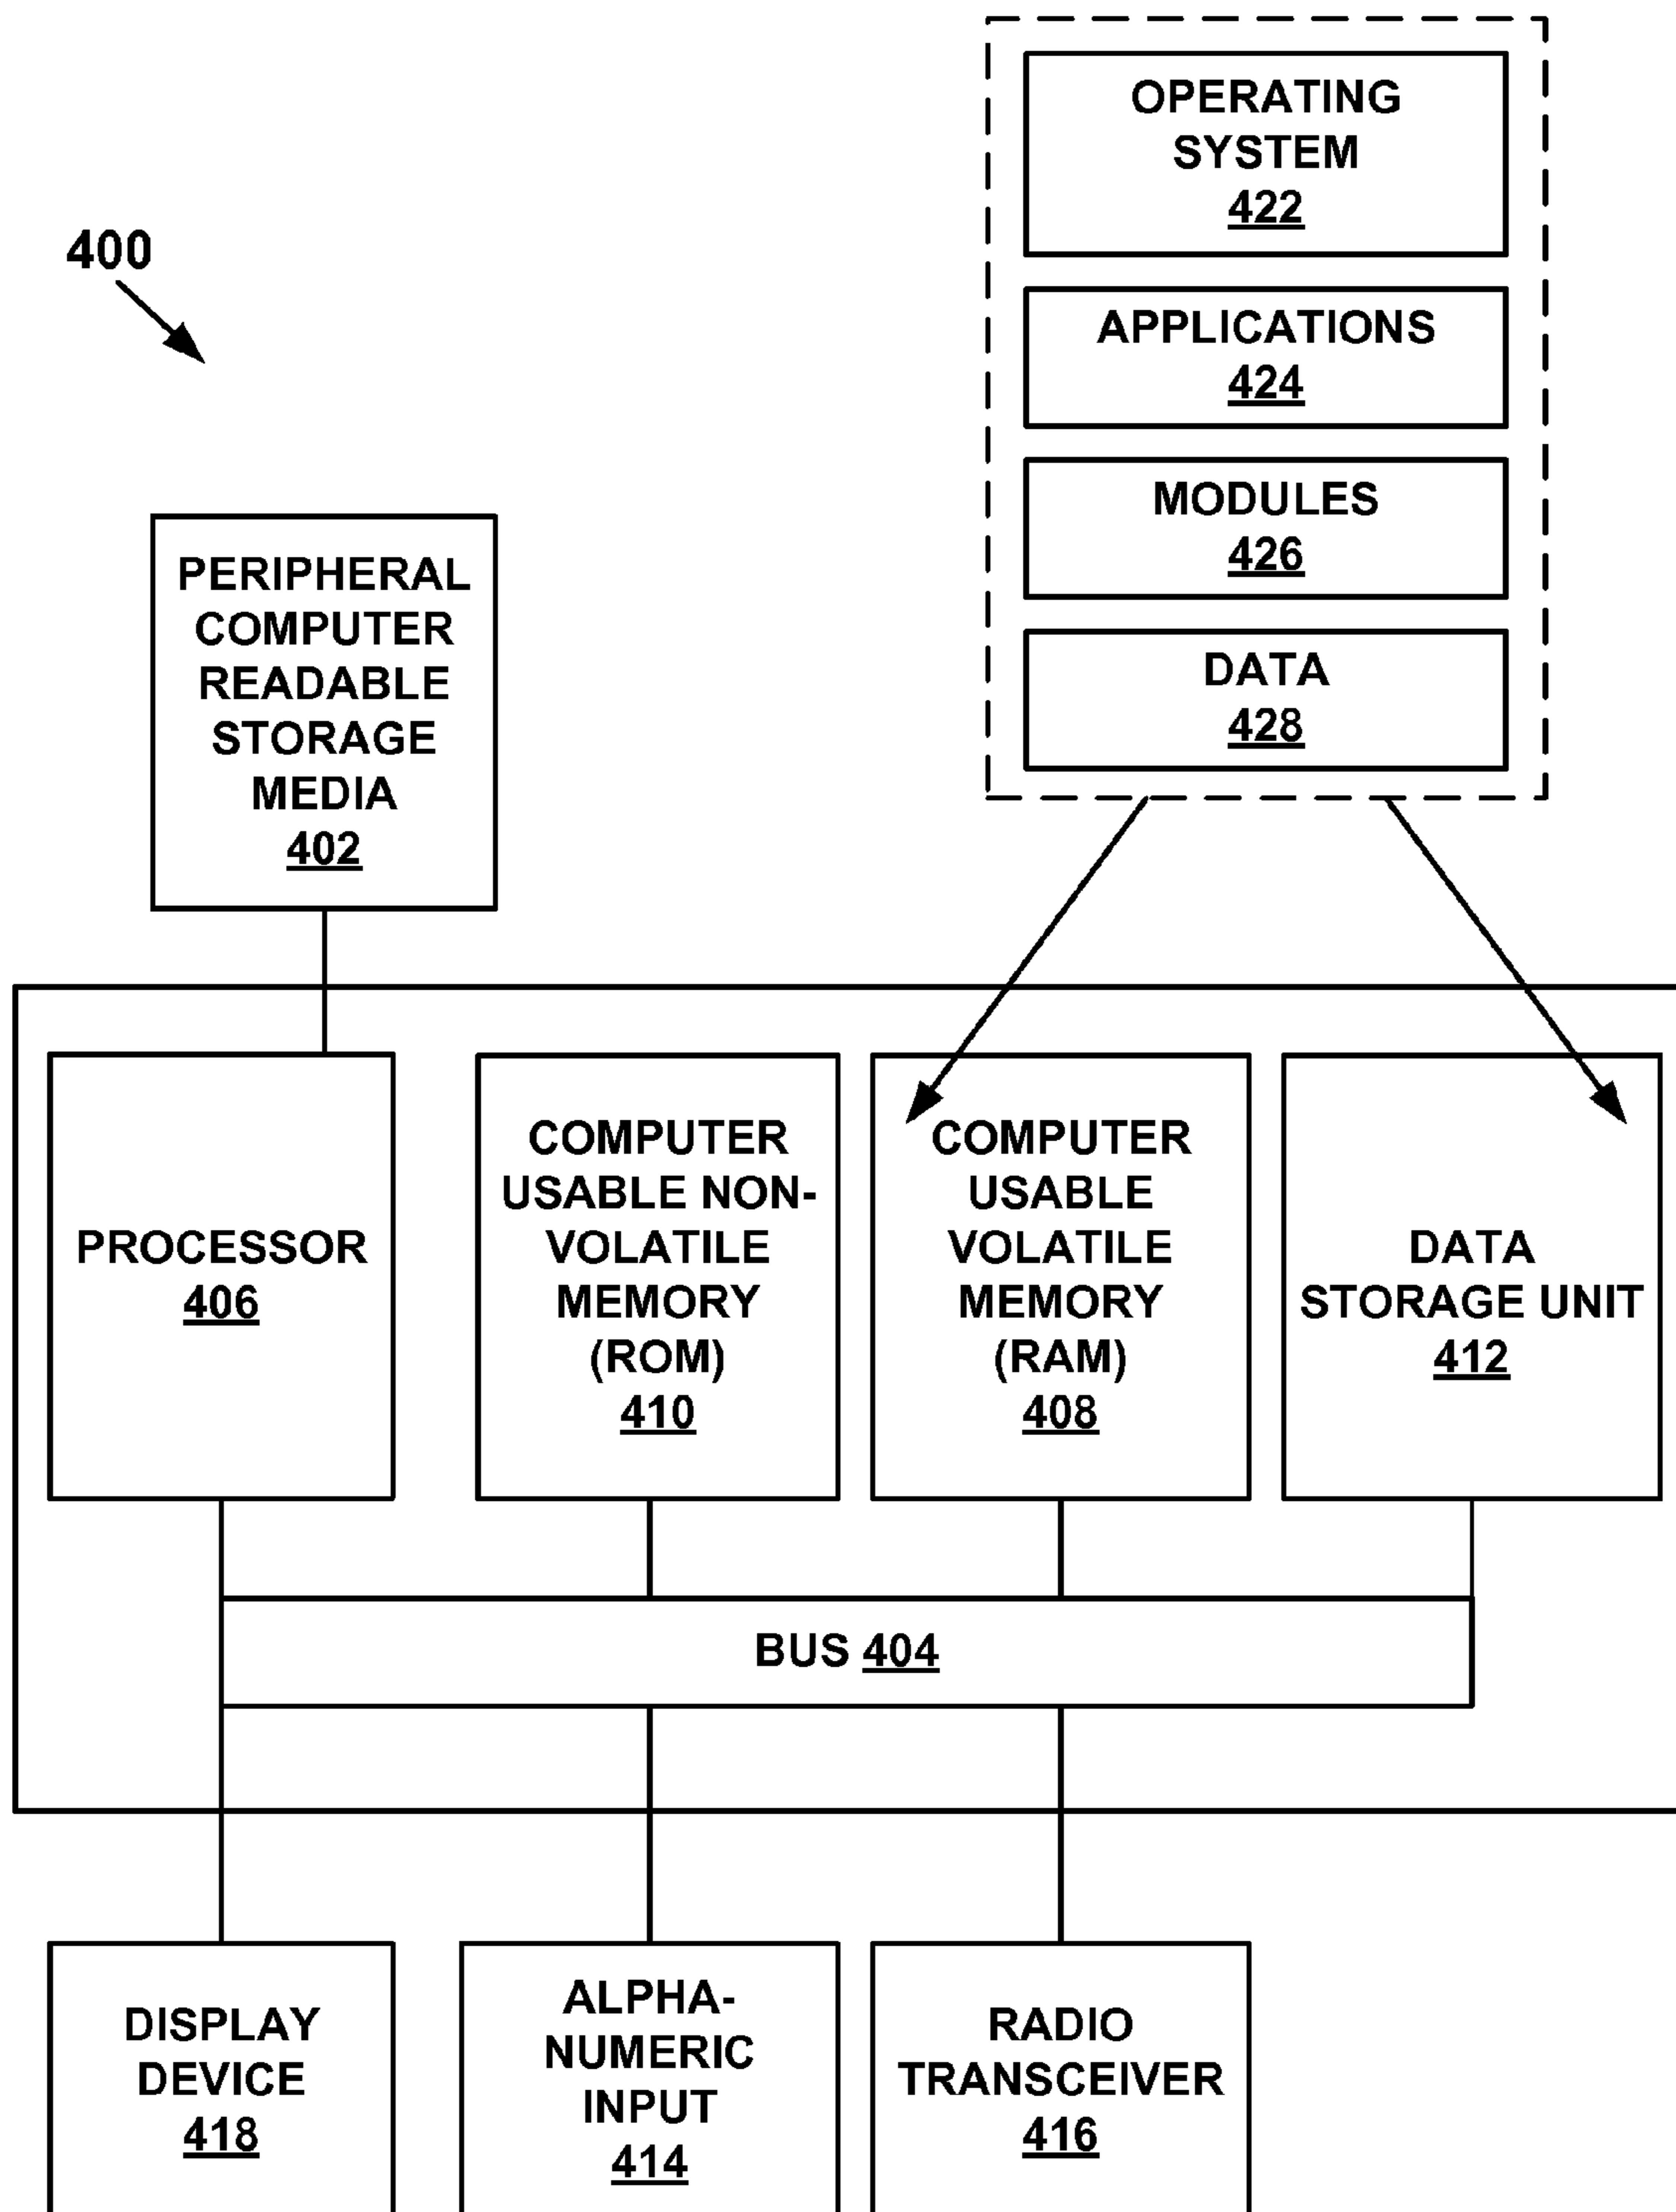 OPERATING
SYSTEM
422
400
APPLICATIONS
424
MODULES
426
PERIPHERAL
COMPUTER
READABLE
STORAGE
MEDIA
402
DATA
428
PROCESSOR
406
COMPUTER
USABLE NON-
VOLATILE
MEMORY
(ROM)
410
COMPUTER
USABLE
VOLATILE
MEMORY
(RAM)
408
DATA
STORAGE UNIT
412
BUS 404
DISPLAY
DEVICE
418
ALPHA-
NUMERIC
INPUT
414
RADIO
TRANSCEIVER
416